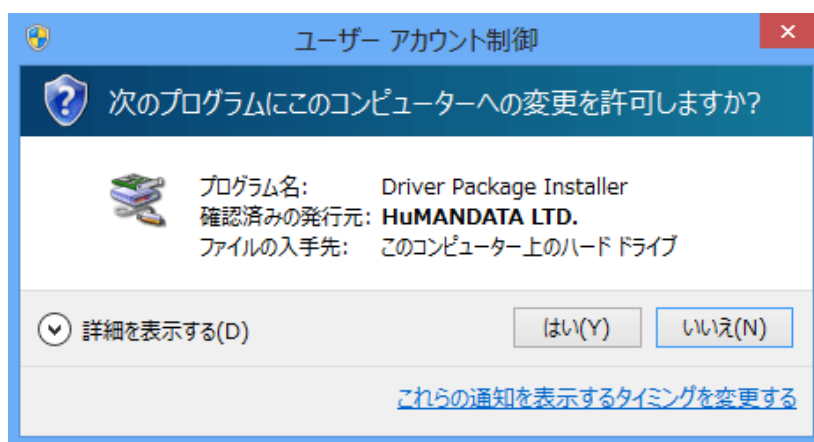 ユーザー アカウント制御
次のプログラムにこのコンピューターへの変更を許可しますか?
プログラム名: Driver Package Installer
確認済みの発行元: HuMANDATA LTD.
ファイルの入手先: このコンピューター上のハード ドライブ
詳細を表示する(D) はい(Y) いいえ(N)
これらの通知を表示するタイミングを変更する